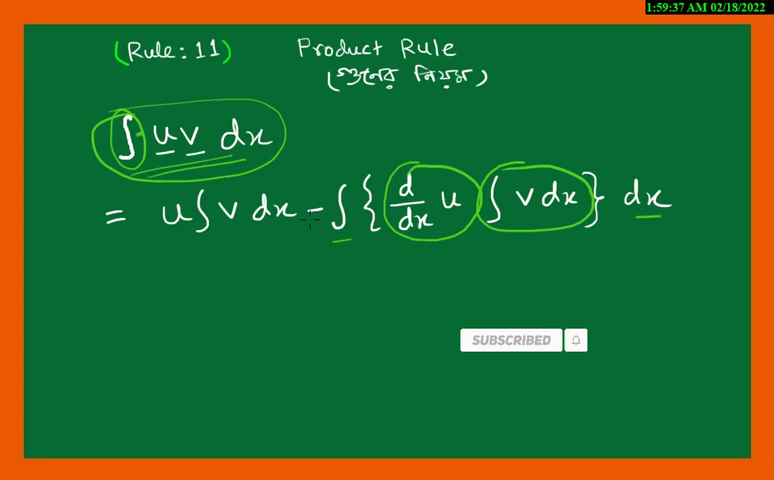 1:59:37 AM 02/18/2022
(Rule: 11) Product Rule
(গুনের নিয়ম)
∫ uv dx
= u∫ v dx - ∫ { d/dx u ∫ v dx } dx
SUBSCRIBED